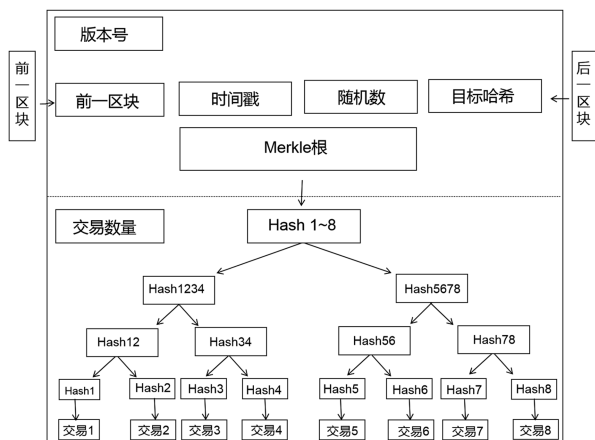 版本号
前一区块
后一区块
前一区块
时间戳
随机数
目标哈希
Merkle根
交易数量
Hash 1~8
Hash1234
Hash5678
Hash12
Hash34
Hash56
Hash78
Hash1
Hash2
Hash3
Hash4
Hash5
Hash6
Hash7
Hash8
交易1
交易2
交易3
交易4
交易5
交易6
交易7
交易8